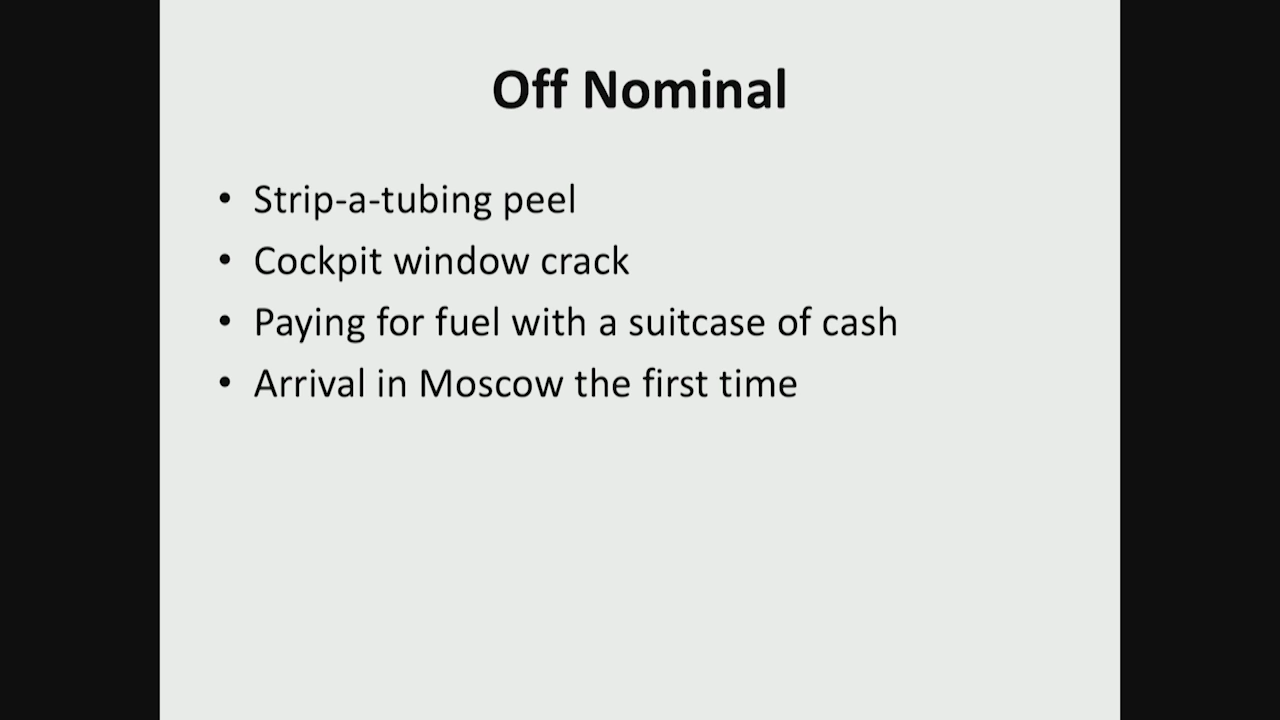 Off Nominal
• Strip-a-tubing peel
• Cockpit window crack
• Paying for fuel with a suitcase of cash
• Arrival in Moscow the first time